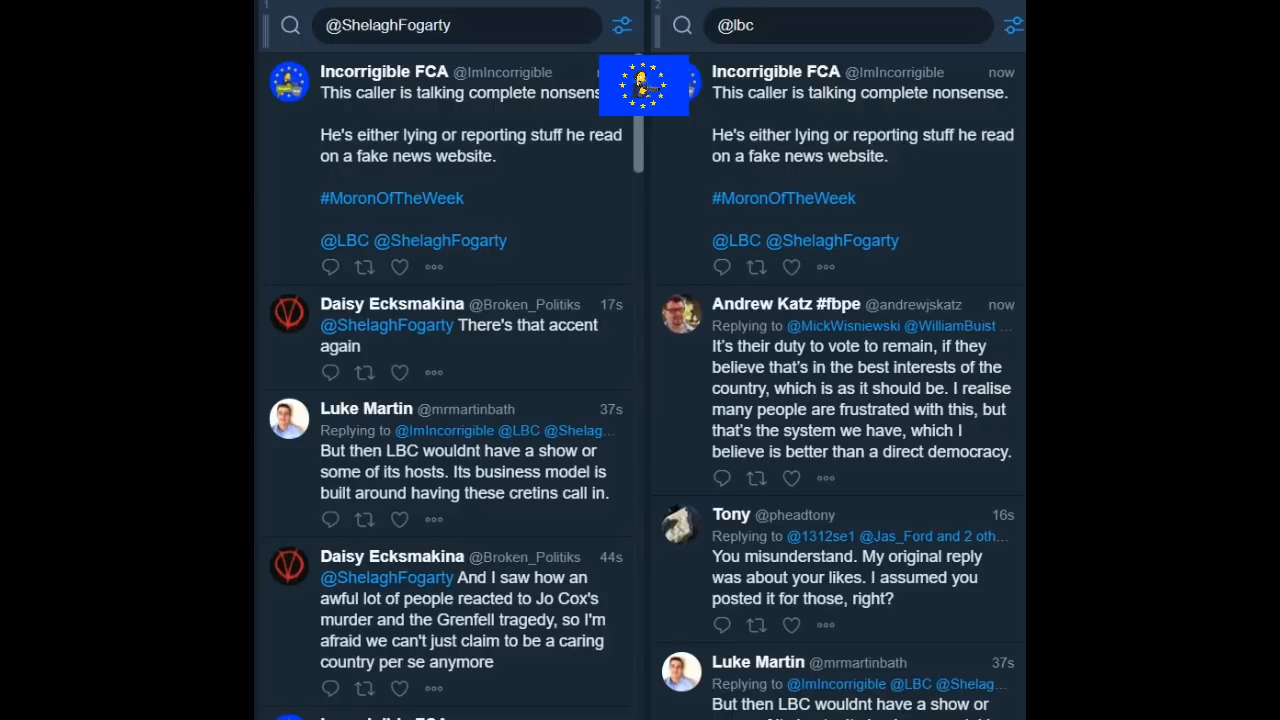 1
@ShelaghFogarty
Incorrigible FCA @ImIncorrigible
This caller is talking complete nonsens
He's either lying or reporting stuff he read
on a fake news website.
#MoronOfTheWeek
@LBC @ShelaghFogarty
Daisy Ecksmakina @Broken_Politiks 17s
@ShelaghFogarty There's that accent
again
Luke Martin @mrmartinbath 37s
Replying to @ImIncorrigible @LBC @Shelag...
But then LBC wouldnt have a show or
some of its hosts. Its business model is
built around having these cretins call in.
Daisy Ecksmakina @Broken_Politiks 44s
@ShelaghFogarty And I saw how an
awful lot of people reacted to Jo Cox's
murder and the Grenfell tragedy, so I'm
afraid we can't just claim to be a caring
country per se anymore
2
@lbc
Incorrigible FCA @ImIncorrigible now
This caller is talking complete nonsense.
He's either lying or reporting stuff he read
on a fake news website.
#MoronOfTheWeek
@LBC @ShelaghFogarty
Andrew Katz #fbpe @andrewjskatz now
Replying to @MickWisniewski @WilliamBuist ...
It's their duty to vote to remain, if they
believe that's in the best interests of the
country, which is as it should be. I realise
many people are frustrated with this, but
that's the system we have, which I
believe is better than a direct democracy.
Tony @pheadtony 16s
Replying to @1312se1 @Jas_Ford and 2 oth...
You misunderstand. My original reply
was about your likes. I assumed you
posted it for those, right?
Luke Martin @mrmartinbath 37s
Replying to @ImIncorrigible @LBC @Shelag...
But then LBC wouldnt have a show or